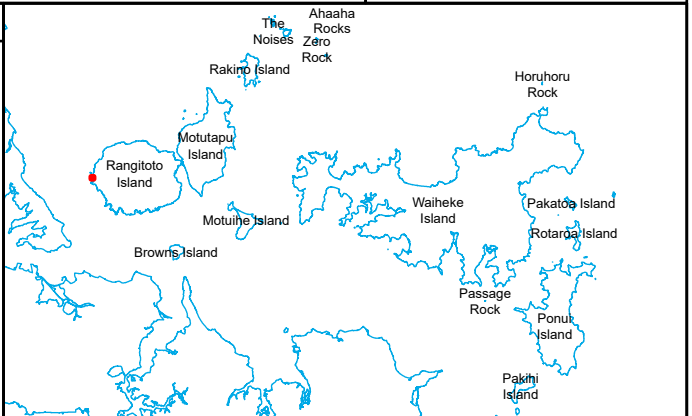 The
Noises
Ahaaha
Rocks
Zero
Rock
Rakino Island
Horuhoru
Rock
Motutapu
Island
Rangitoto
Island
Waiheke
Island
Pakatoa Island
Motuihe Island
Rotaroa Island
Browns Island
Passage
Rock
Ponui
Island
Pakihi
Island